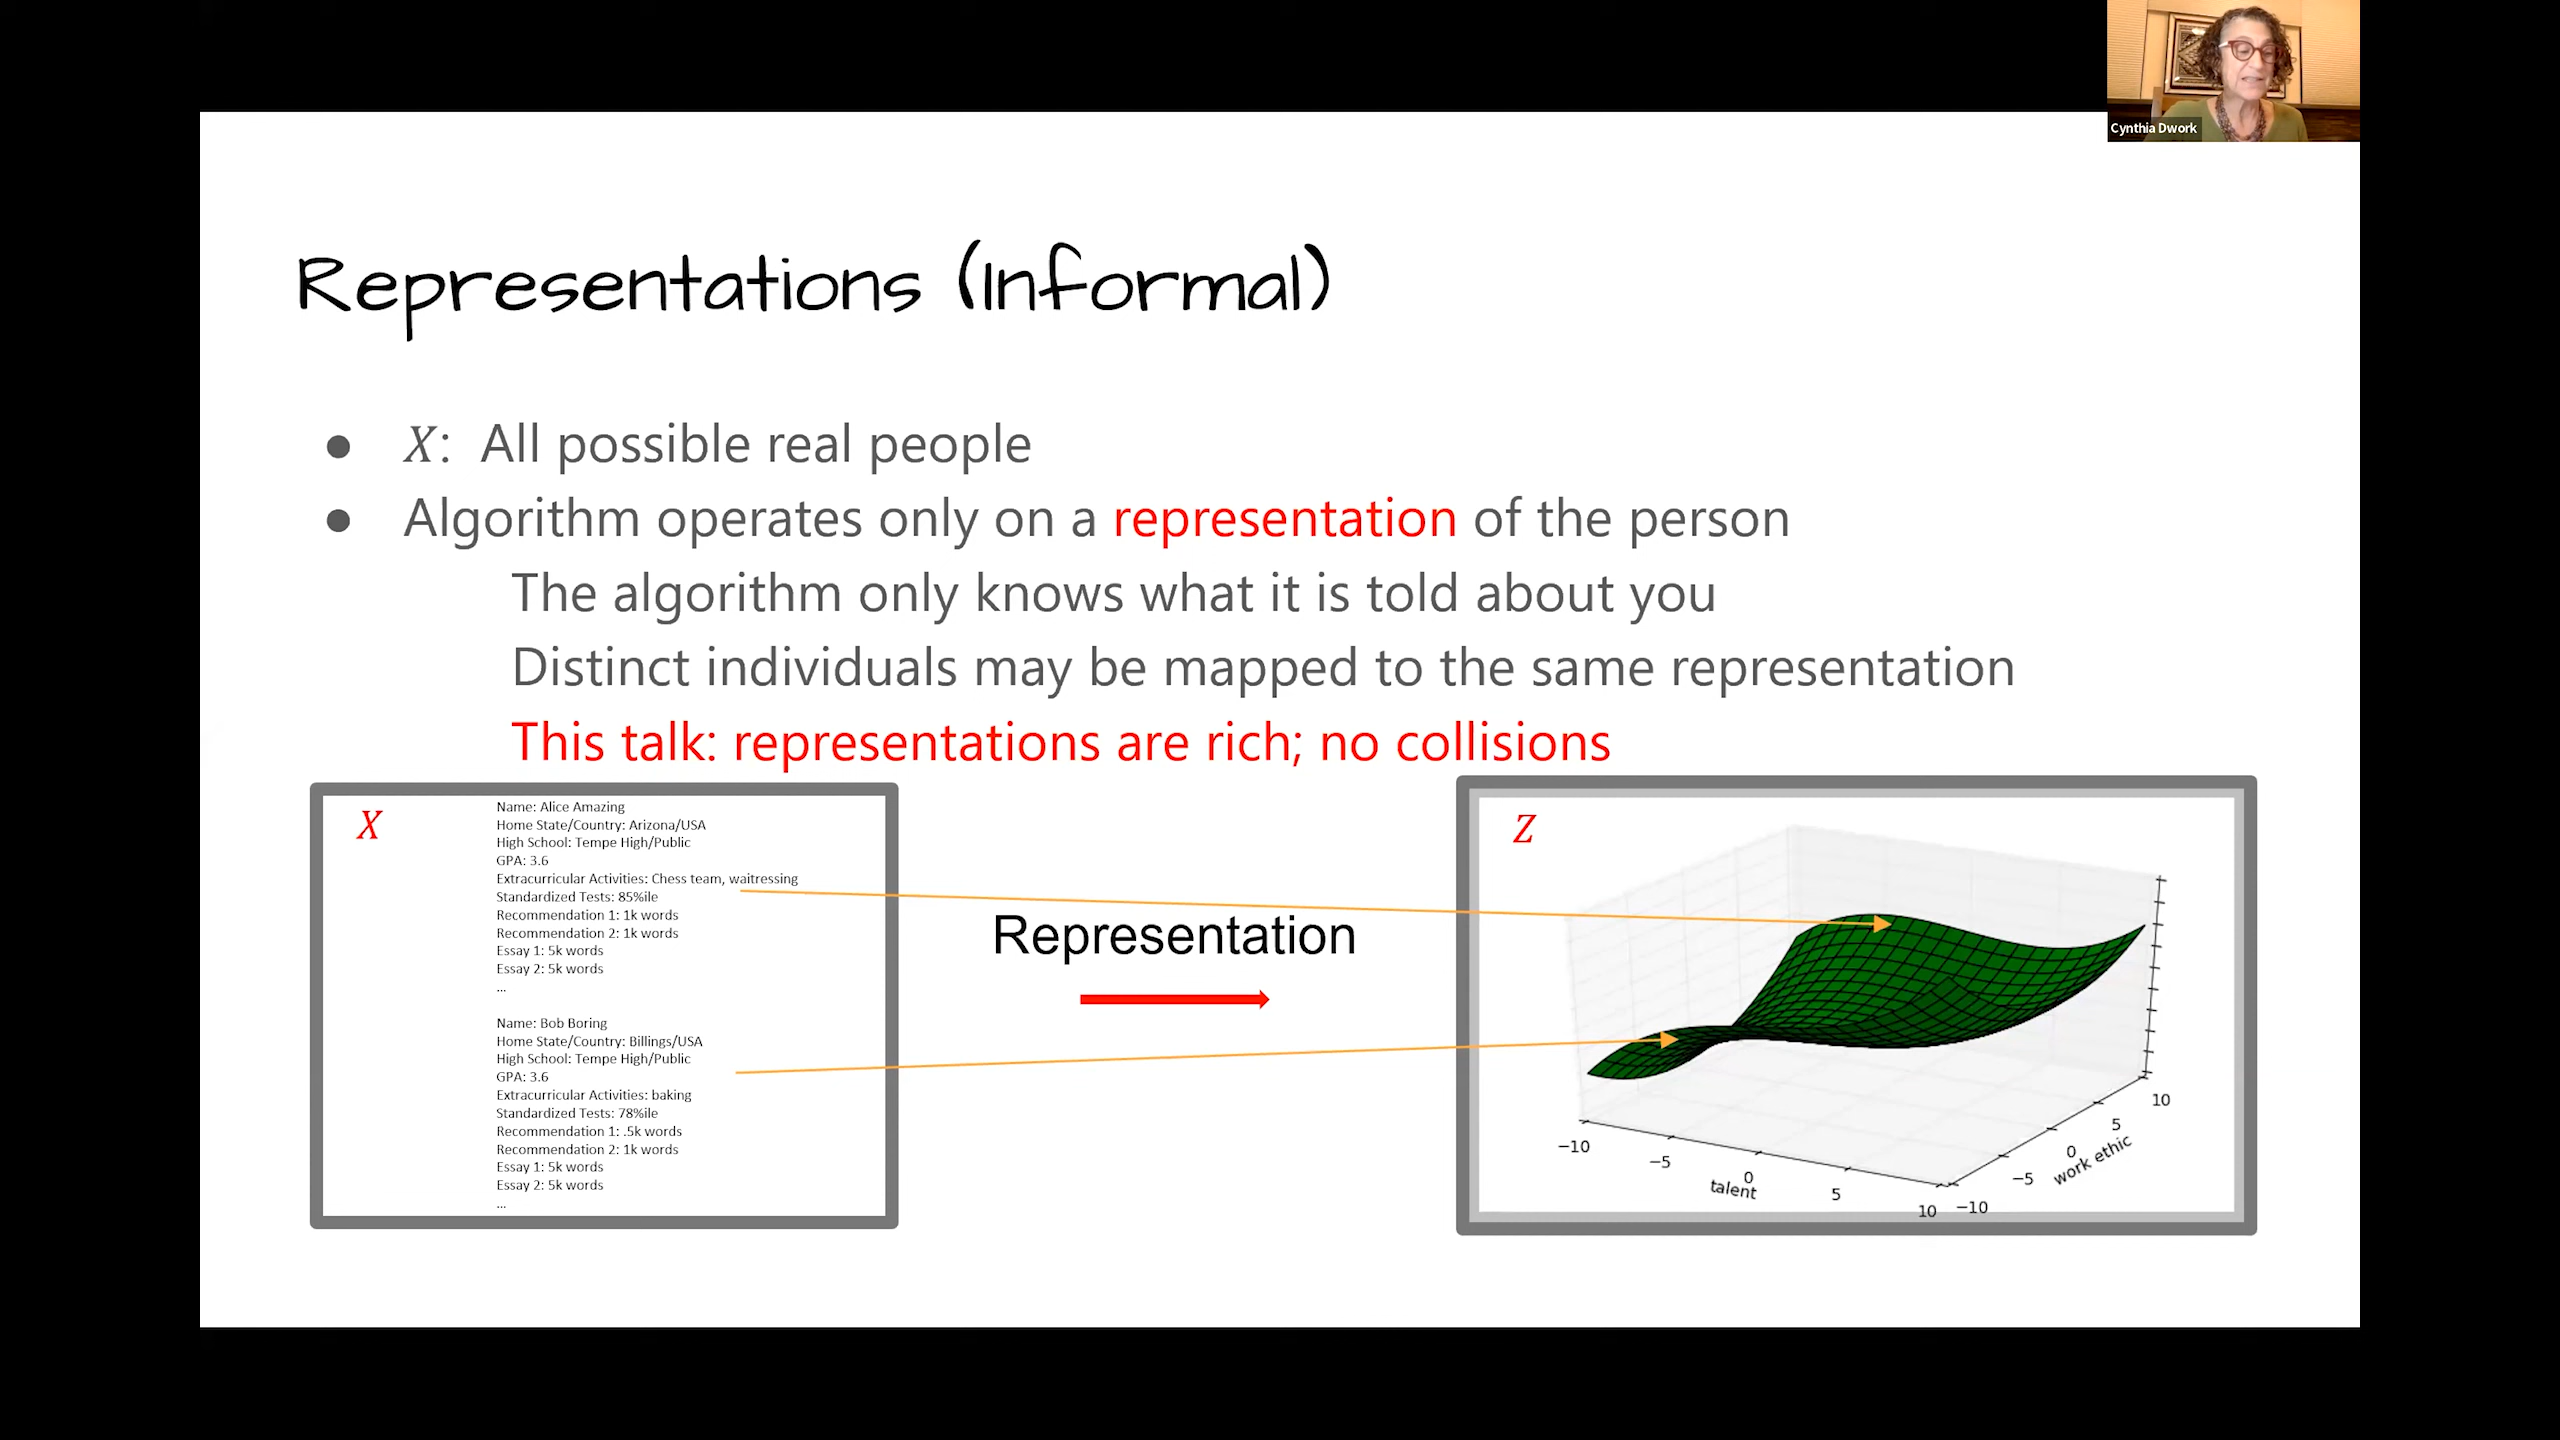 Cynthia Dwork
Representations (Informal)
● X: All possible real people
● Algorithm operates only on a representation of the person
The algorithm only knows what it is told about you
Distinct individuals may be mapped to the same representation
This talk: representations are rich; no collisions
X
Name: Alice Amazing
Home State/Country: Arizona/USA
High School: Tempe High/Public
GPA: 3.6
Extracurricular Activities: Chess team, waitressing
Standardized Tests: 85%ile
Recommendation 1: 1k words
Recommendation 2: 1k words
Essay 1: 5k words
Essay 2: 5k words
...
Name: Bob Boring
Home State/Country: Billings/USA
High School: Tempe High/Public
GPA: 3.6
Extracurricular Activities: baking
Standardized Tests: 78%ile
Recommendation 1: .5k words
Recommendation 2: 1k words
Essay 1: 5k words
Essay 2: 5k words
...
Representation
Z
−10
−5
0
5
10
talent
−10
−5
0
5
10
work ethic